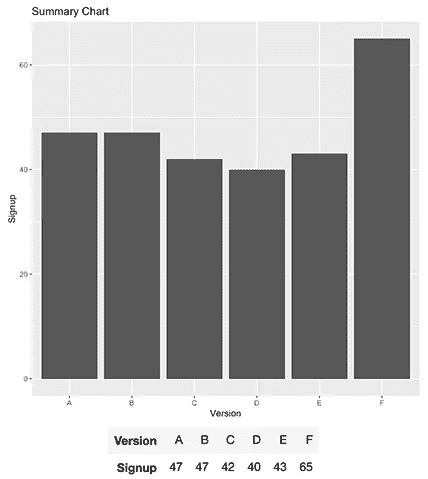 Summary Chart
60
40
20
0
Signup
A B C D E F
Version
Version A B C D E F
Signup 47 47 42 40 43 65